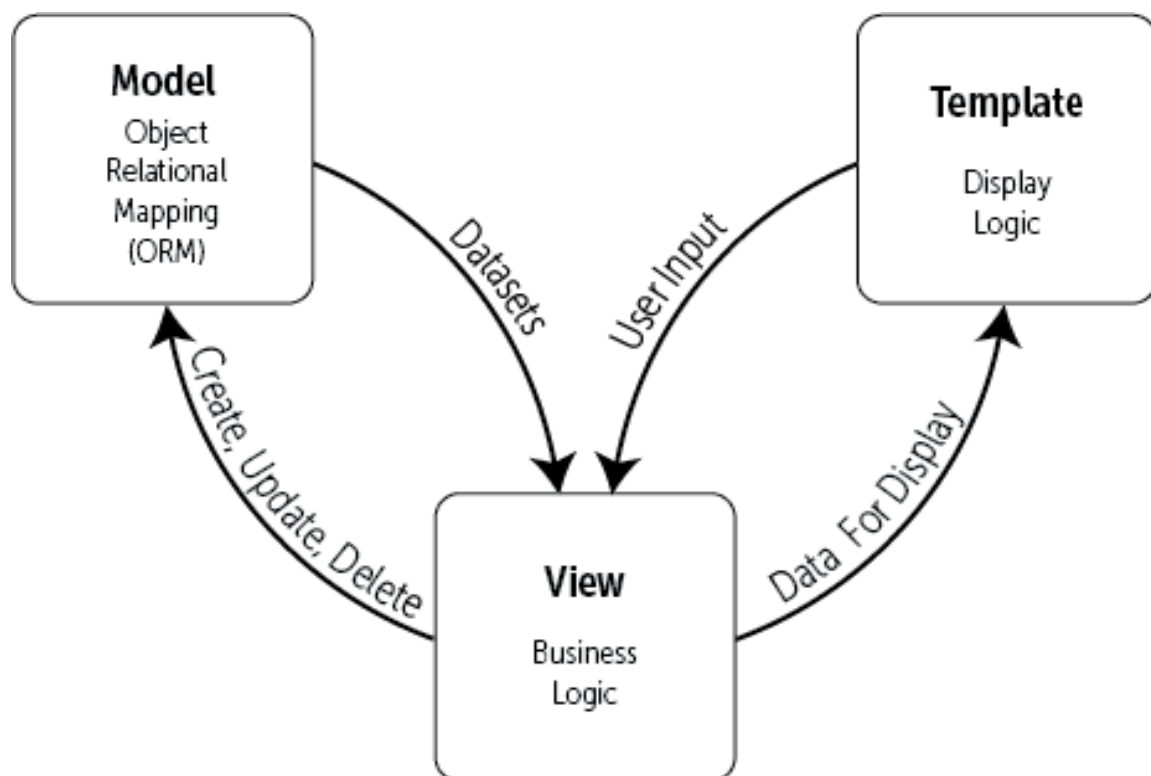 Model
Object
Relational
Mapping
(ORM)
Template
Display
Logic
Datasets
User Input
Create, Update, Delete
Data For Display
View
Business
Logic